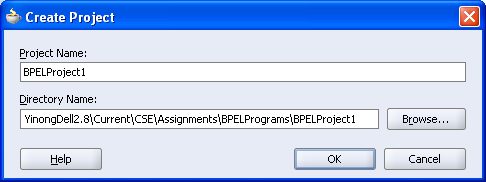 Create Project
Project Name:
BPELProject1
Directory Name:
YinongDell2.8\Current\CSE\Assignments\BPELPrograms\BPELProject1
Browse...
Help
OK
Cancel